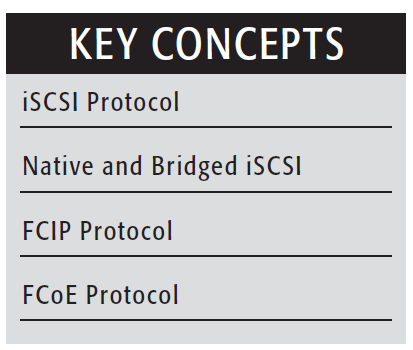 KEY CONCEPTS
iSCSI Protocol
Native and Bridged iSCSI
FCIP Protocol
FCoE Protocol